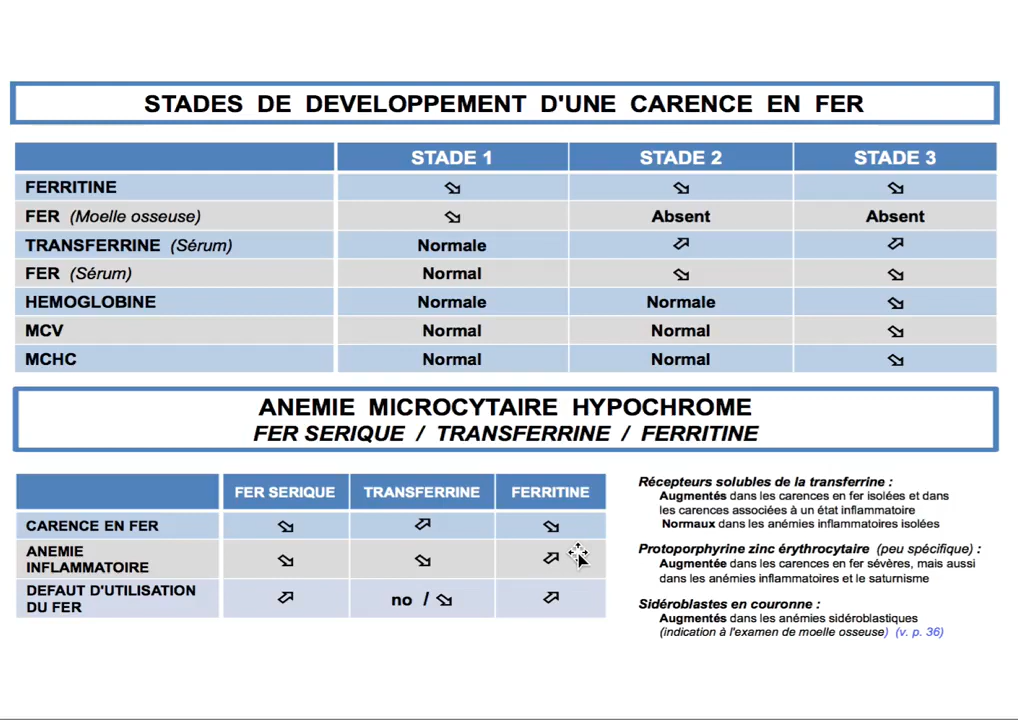 STADES DE DEVELOPPEMENT D'UNE CARENCE EN FER
STADE 1 STADE 2 STADE 3
FERRITINE ⬂ ⬂ ⬂
FER (Moelle osseuse) ⬂ Absent Absent
TRANSFERRINE (Sérum) Normale ⬀ ⬀
FER (Sérum) Normal ⬂ ⬂
HEMOGLOBINE Normale Normale ⬂
MCV Normal Normal ⬂
MCHC Normal Normal ⬂
ANEMIE MICROCYTAIRE HYPOCHROME
FER SERIQUE / TRANSFERRINE / FERRITINE
FER SERIQUE TRANSFERRINE FERRITINE
CARENCE EN FER ⬂ ⬀ ⬂
ANEMIE
INFLAMMATOIRE ⬂ ⬂ ⬀
DEFAUT D'UTILISATION
DU FER ⬀ no / ⬂ ⬀
Récepteurs solubles de la transferrine :
Augmentés dans les carences en fer isolées et dans
les carences associées à un état inflammatoire
Normaux dans les anémies inflammatoires isolées
Protoporphyrine zinc érythrocytaire (peu spécifique) :
Augmentée dans les carences en fer sévères, mais aussi
dans les anémies inflammatoires et le saturnisme
Sidéroblastes en couronne :
Augmentés dans les anémies sidéroblastiques
(indication à l'examen de moelle osseuse) (v. p. 36)